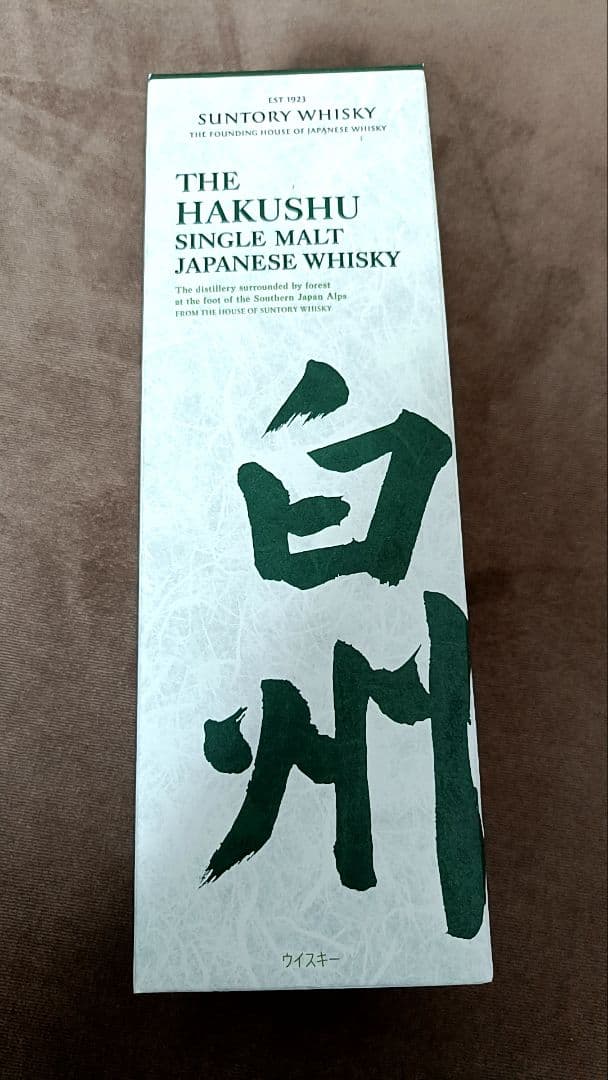 EST 1923
SUNTORY WHISKY
THE FOUNDING HOUSE OF JAPANESE WHISKY
THE
HAKUSHU
SINGLE MALT
JAPANESE WHISKY
The distillery surrounded by forest
at the foot of the Southern Japan Alps
FROM THE HOUSE OF SUNTORY WHISKY
白州
ウイスキー